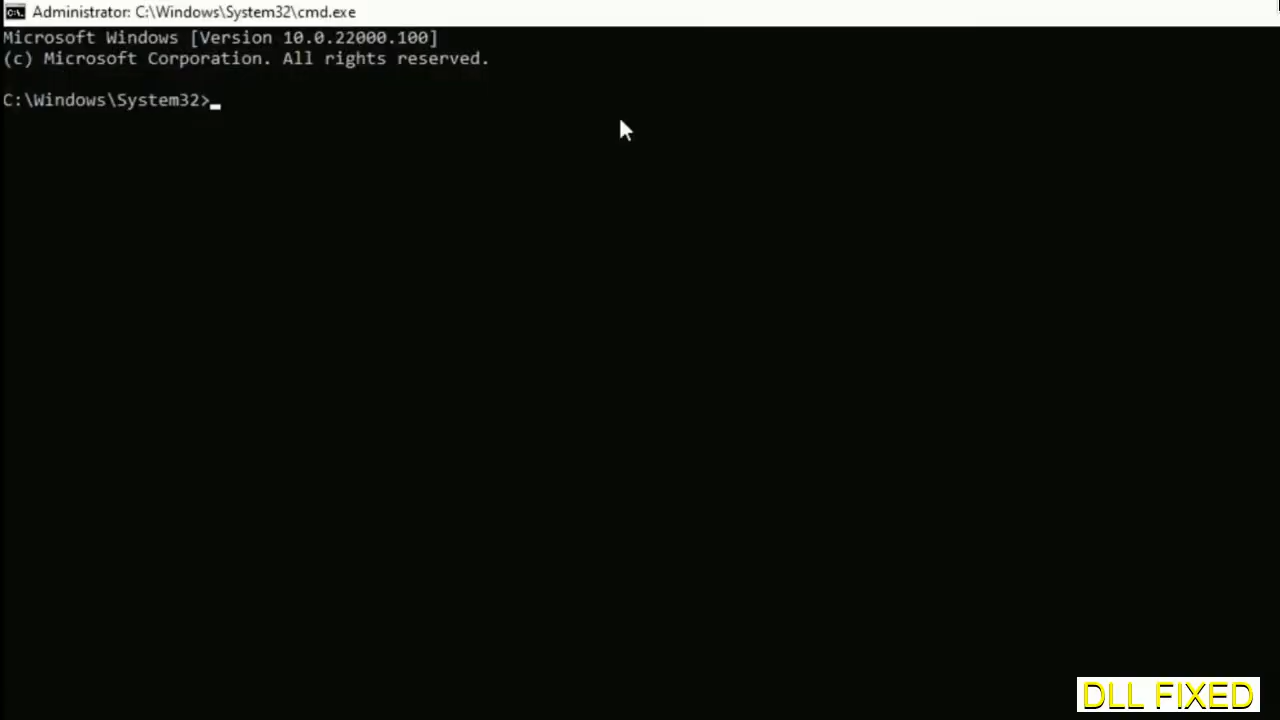 Administrator: C:\Windows\System32\cmd.exe
Microsoft Windows [Version 10.0.22000.100]
(c) Microsoft Corporation. All rights reserved.
C:\Windows\System32>
DLL FIXED